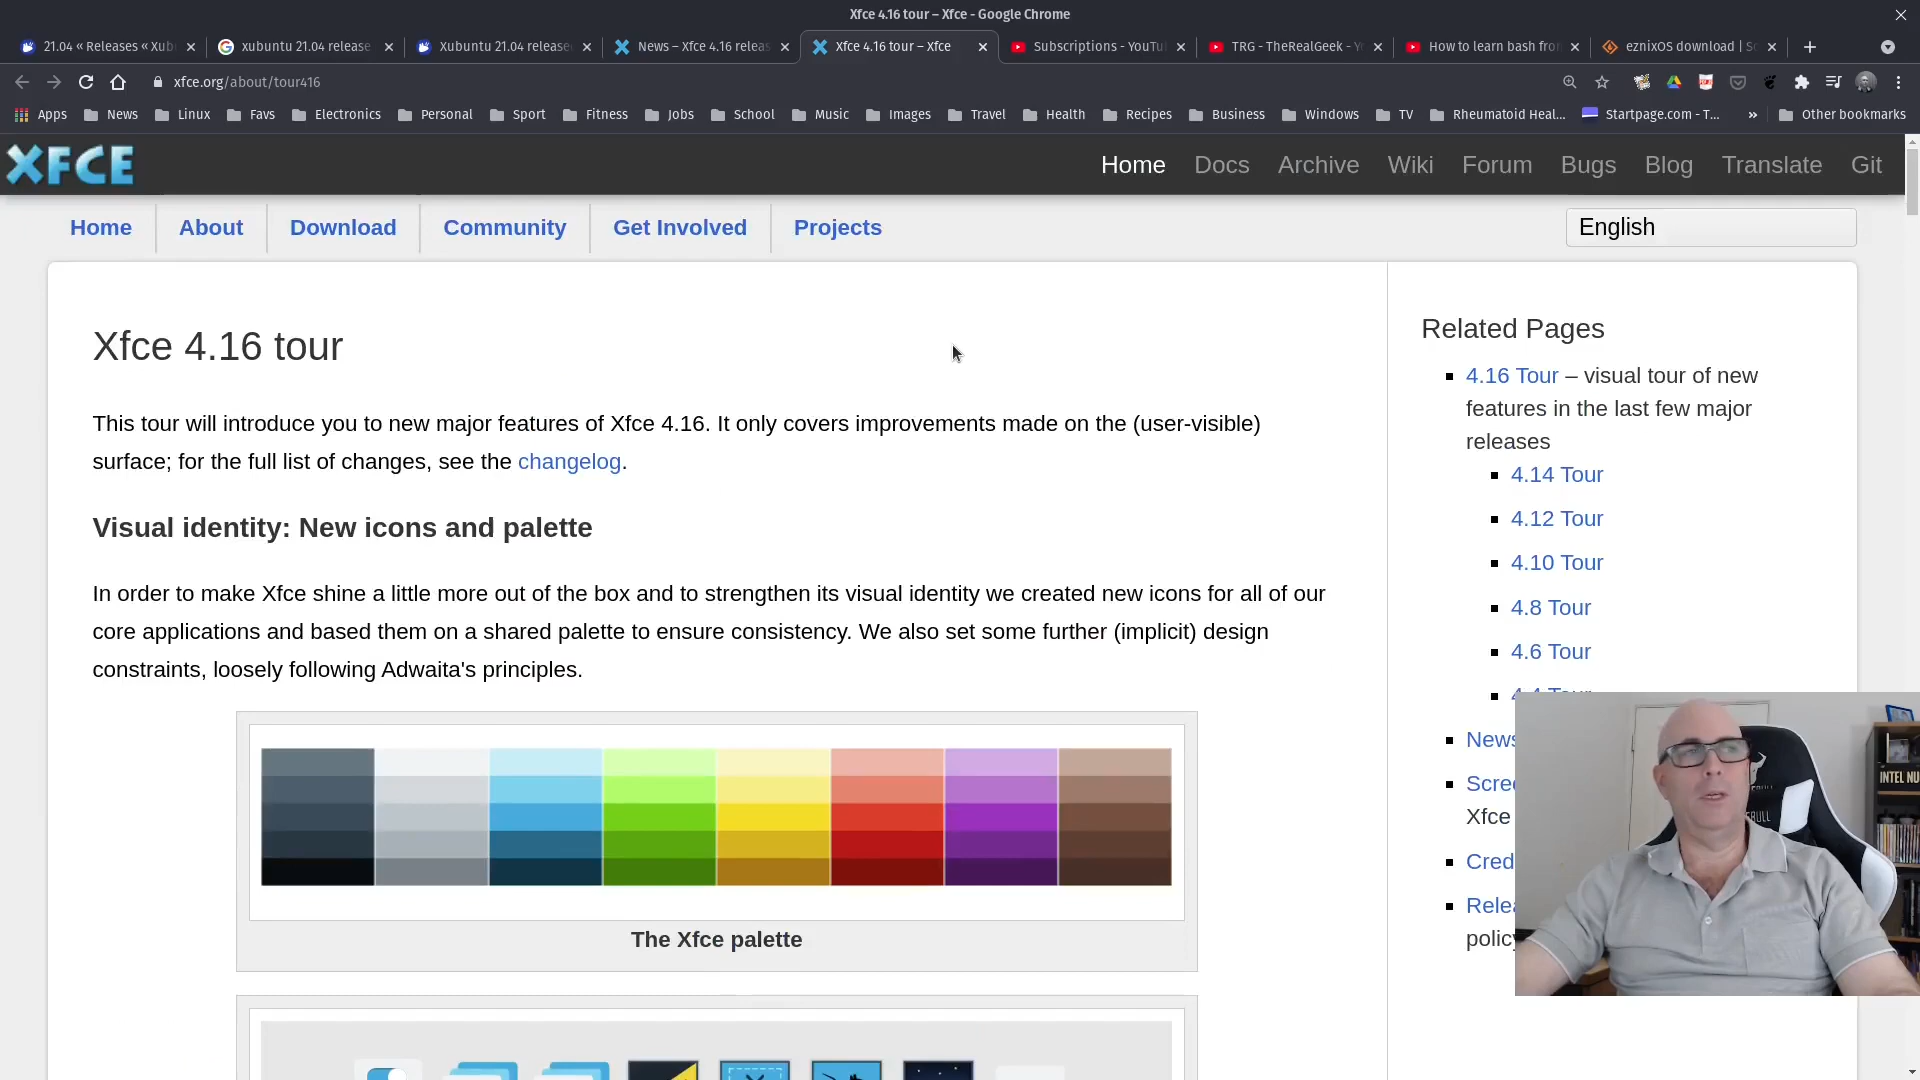 Xfce 4.16 tour – Xfce - Google Chrome
21.04 « Releases « Xub
xubuntu 21.04 release
Xubuntu 21.04 release
News – Xfce 4.16 releas
Xfce 4.16 tour – Xfce
Subscriptions - YouTu
TRG - TheRealGeek - Y
How to learn bash fro
eznixOS download | So
xfce.org/about/tour416
Apps News Linux Favs Electronics Personal Sport Fitness Jobs School Music Images Travel Health Recipes Business Windows TV Rheumatoid Heal... Startpage.com - T... » Other bookmarks
XFCE
Home Docs Archive Wiki Forum Bugs Blog Translate Git
Home About Download Community Get Involved Projects
English
Xfce 4.16 tour
This tour will introduce you to new major features of Xfce 4.16. It only covers improvements made on the (user-visible)
surface; for the full list of changes, see the changelog.
Visual identity: New icons and palette
In order to make Xfce shine a little more out of the box and to strengthen its visual identity we created new icons for all of our
core applications and based them on a shared palette to ensure consistency. We also set some further (implicit) design
constraints, loosely following Adwaita's principles.
The Xfce palette
Related Pages
4.16 Tour – visual tour of new
features in the last few major
releases
4.14 Tour
4.12 Tour
4.10 Tour
4.8 Tour
4.6 Tour
4.4 Tour
News
Scree
Xfce
Cred
Relea
policy
INTEL NU